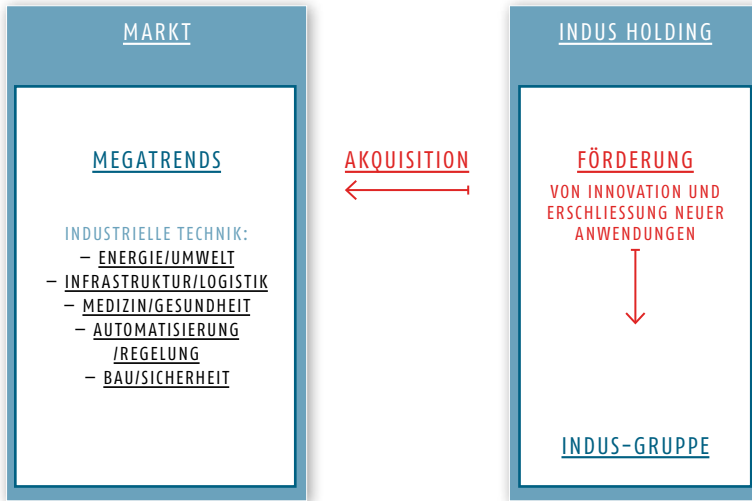 MARKT
MEGATRENDS
INDUSTRIELLE TECHNIK:
– ENERGIE/UMWELT
– INFRASTRUKTUR/LOGISTIK
– MEDIZIN/GESUNDHEIT
– AUTOMATISIERUNG
/REGELUNG
– BAU/SICHERHEIT
AKQUISITION
INDUS HOLDING
FÖRDERUNG
VON INNOVATION UND
ERSCHLIESSUNG NEUER
ANWENDUNGEN
INDUS-GRUPPE